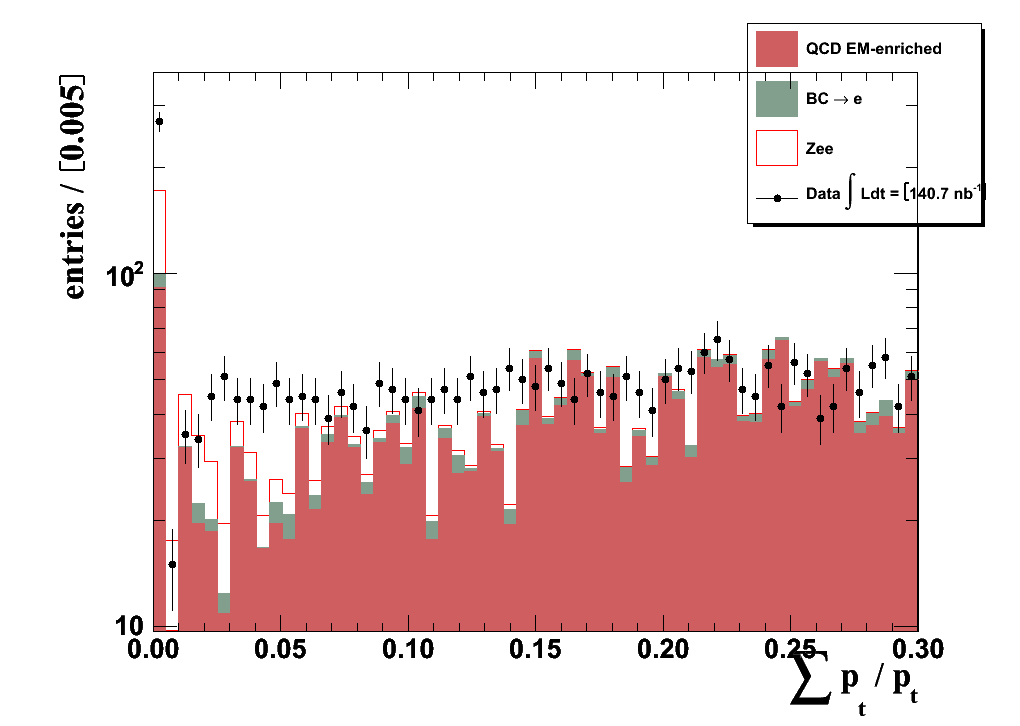 QCD EM-enriched
BC → e
Zee
Data ∫ Ldt = [140.7 nb⁻¹]
entries / [0.005]
10²
10
0.00 0.05 0.10 0.15 0.20 0.25 0.30
∑ pₜ / pₜ